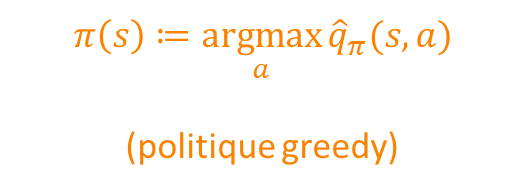 π(s) ≔ argmax q̂π(s, a)
a
(politique greedy)